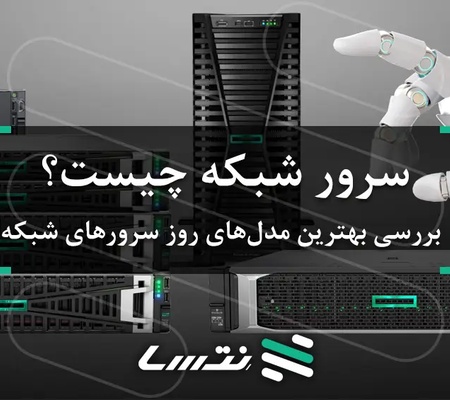 سرور شبکه چیست؟
بررسی بهترین مدل‌های روز سرورهای شبکه
نتسا